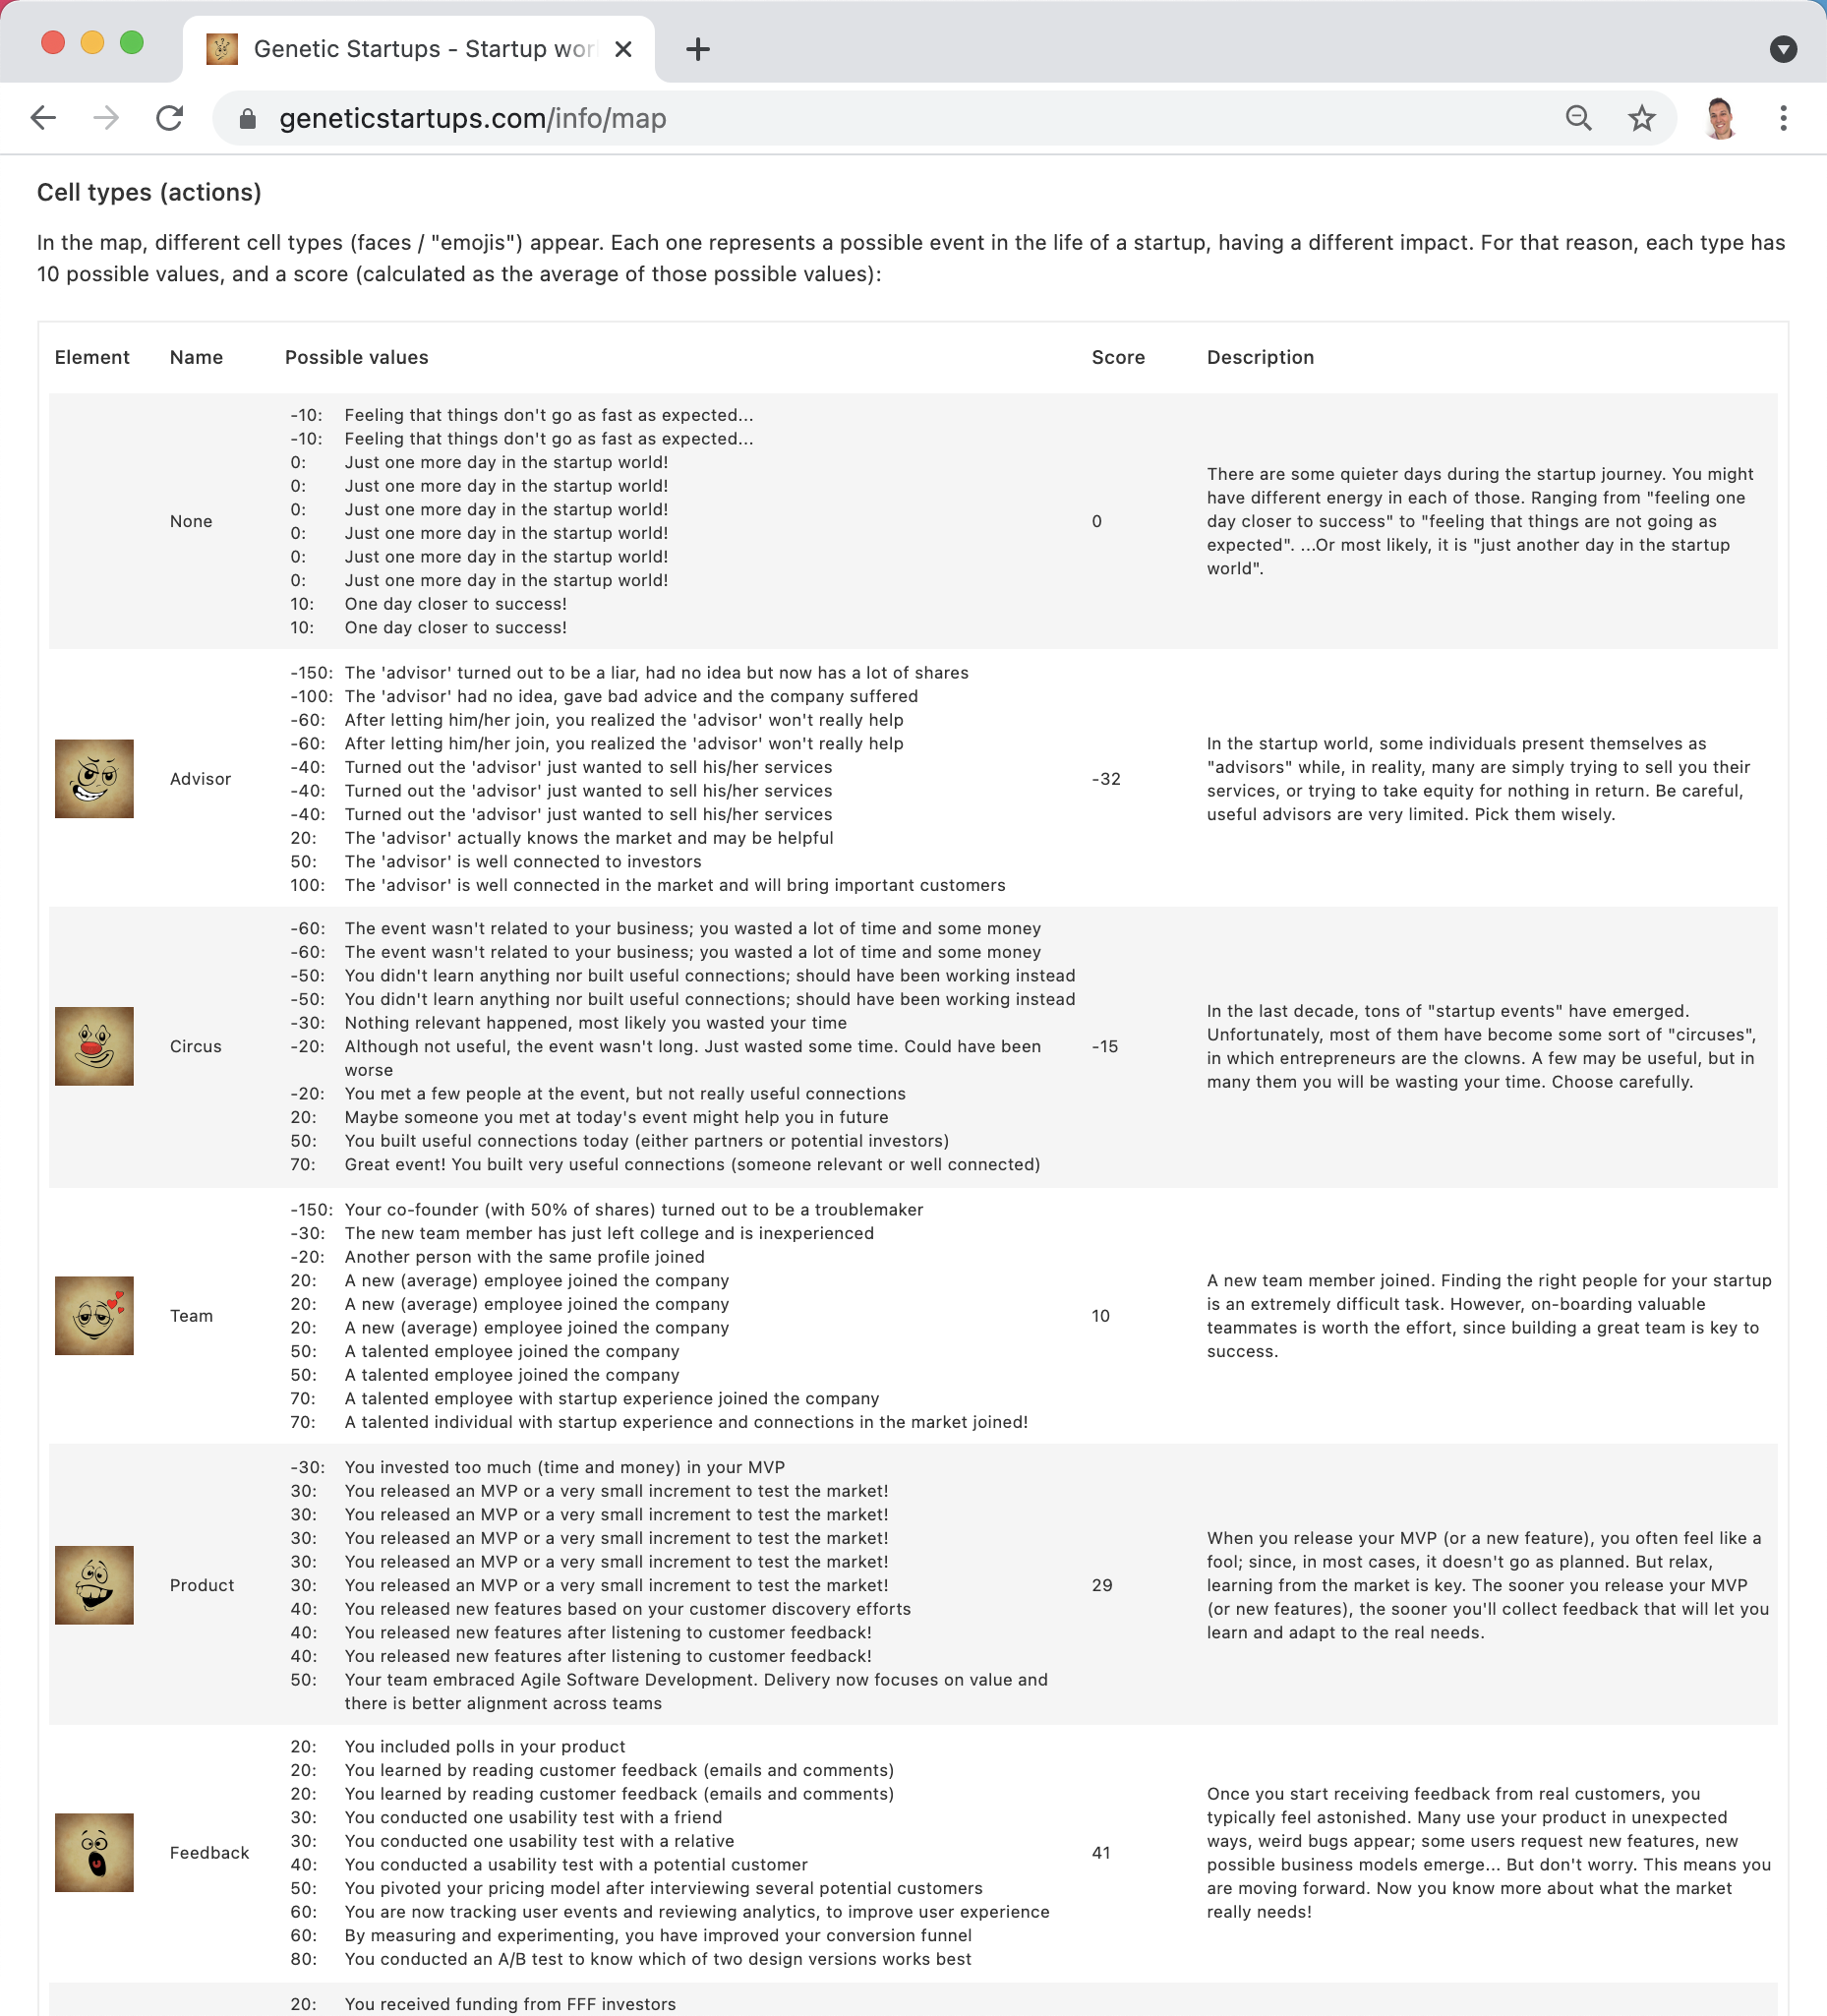 Genetic Startups - Startup wor
geneticstartups.com/info/map
Cell types (actions)
In the map, different cell types (faces / "emojis") appear. Each one represents a possible event in the life of a startup, having a different impact. For that reason, each type has
10 possible values, and a score (calculated as the average of those possible values):
Element Name Possible values Score Description
None
-10: Feeling that things don't go as fast as expected...
-10: Feeling that things don't go as fast as expected...
0: Just one more day in the startup world!
0: Just one more day in the startup world!
0: Just one more day in the startup world!
0: Just one more day in the startup world!
0: Just one more day in the startup world!
0: Just one more day in the startup world!
10: One day closer to success!
10: One day closer to success!
0
There are some quieter days during the startup journey. You might
have different energy in each of those. Ranging from "feeling one
day closer to success" to "feeling that things are not going as
expected". ...Or most likely, it is "just another day in the startup
world".
Advisor
-150: The 'advisor' turned out to be a liar, had no idea but now has a lot of shares
-100: The 'advisor' had no idea, gave bad advice and the company suffered
-60: After letting him/her join, you realized the 'advisor' won't really help
-60: After letting him/her join, you realized the 'advisor' won't really help
-40: Turned out the 'advisor' just wanted to sell his/her services
-40: Turned out the 'advisor' just wanted to sell his/her services
-40: Turned out the 'advisor' just wanted to sell his/her services
20: The 'advisor' actually knows the market and may be helpful
50: The 'advisor' is well connected to investors
100: The 'advisor' is well connected in the market and will bring important customers
-32
In the startup world, some individuals present themselves as
"advisors" while, in reality, many are simply trying to sell you their
services, or trying to take equity for nothing in return. Be careful,
useful advisors are very limited. Pick them wisely.
Circus
-60: The event wasn't related to your business; you wasted a lot of time and some money
-60: The event wasn't related to your business; you wasted a lot of time and some money
-50: You didn't learn anything nor built useful connections; should have been working instead
-50: You didn't learn anything nor built useful connections; should have been working instead
-30: Nothing relevant happened, most likely you wasted your time
-20: Although not useful, the event wasn't long. Just wasted some time. Could have been
worse
-20: You met a few people at the event, but not really useful connections
20: Maybe someone you met at today's event might help you in future
50: You built useful connections today (either partners or potential investors)
70: Great event! You built very useful connections (someone relevant or well connected)
-15
In the last decade, tons of "startup events" have emerged.
Unfortunately, most of them have become some sort of "circuses",
in which entrepreneurs are the clowns. A few may be useful, but in
many them you will be wasting your time. Choose carefully.
Team
-150: Your co-founder (with 50% of shares) turned out to be a troublemaker
-30: The new team member has just left college and is inexperienced
-20: Another person with the same profile joined
20: A new (average) employee joined the company
20: A new (average) employee joined the company
20: A new (average) employee joined the company
50: A talented employee joined the company
50: A talented employee joined the company
70: A talented employee with startup experience joined the company
70: A talented individual with startup experience and connections in the market joined!
10
A new team member joined. Finding the right people for your startup
is an extremely difficult task. However, on-boarding valuable
teammates is worth the effort, since building a great team is key to
success.
Product
-30: You invested too much (time and money) in your MVP
30: You released an MVP or a very small increment to test the market!
30: You released an MVP or a very small increment to test the market!
30: You released an MVP or a very small increment to test the market!
30: You released an MVP or a very small increment to test the market!
30: You released an MVP or a very small increment to test the market!
40: You released new features based on your customer discovery efforts
40: You released new features after listening to customer feedback!
40: You released new features after listening to customer feedback!
50: Your team embraced Agile Software Development. Delivery now focuses on value and
there is better alignment across teams
29
When you release your MVP (or a new feature), you often feel like a
fool; since, in most cases, it doesn't go as planned. But relax,
learning from the market is key. The sooner you release your MVP
(or new features), the sooner you'll collect feedback that will let you
learn and adapt to the real needs.
Feedback
20: You included polls in your product
20: You learned by reading customer feedback (emails and comments)
20: You learned by reading customer feedback (emails and comments)
30: You conducted one usability test with a friend
30: You conducted one usability test with a relative
40: You conducted a usability test with a potential customer
50: You pivoted your pricing model after interviewing several potential customers
60: You are now tracking user events and reviewing analytics, to improve user experience
60: By measuring and experimenting, you have improved your conversion funnel
80: You conducted an A/B test to know which of two design versions works best
41
Once you start receiving feedback from real customers, you
typically feel astonished. Many use your product in unexpected
ways, weird bugs appear; some users request new features, new
possible business models emerge... But don't worry. This means you
are moving forward. Now you know more about what the market
really needs!
20: You received funding from FFF investors